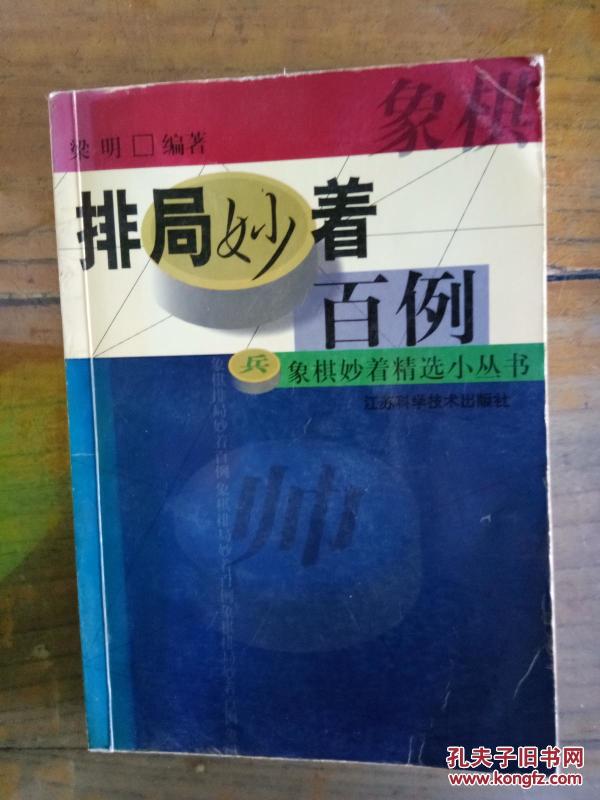 象棋
梁明□编著
排局妙着
百例
兵
象棋妙着精选小丛书
江苏科学技术出版社
帅
孔夫子旧书网
www.kongfz.com